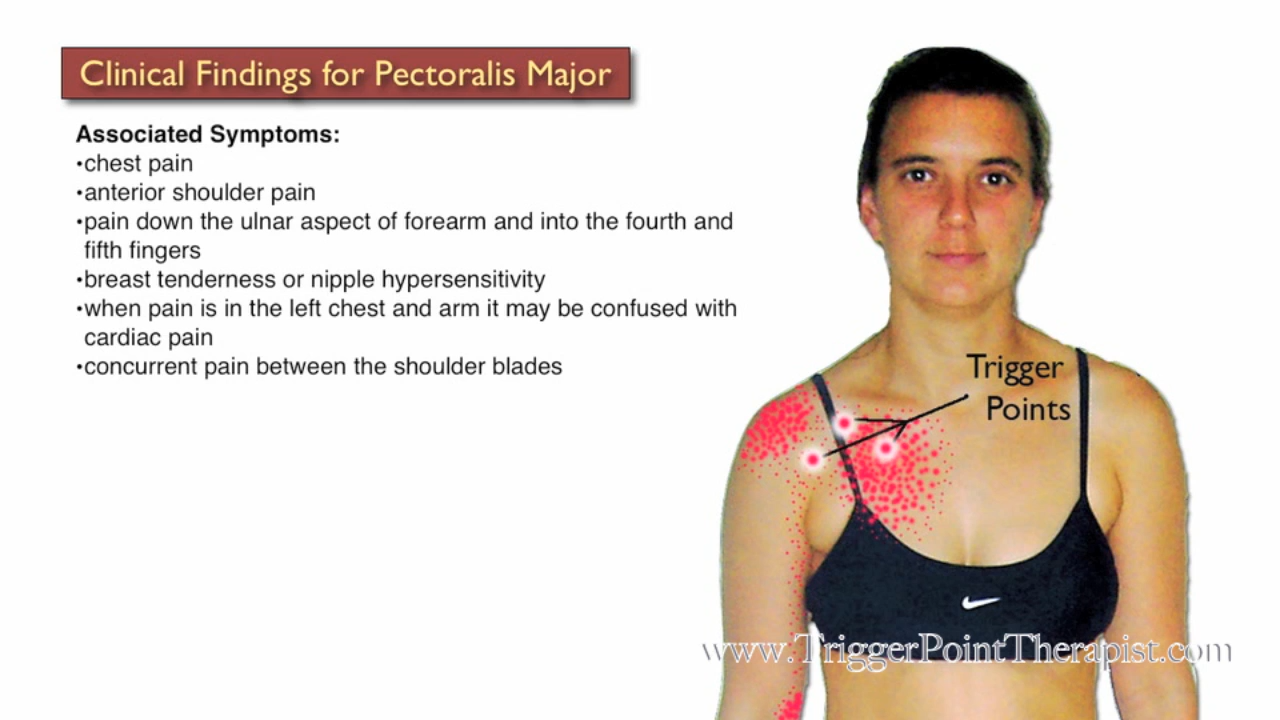 Clinical Findings for Pectoralis Major
Associated Symptoms:
•chest pain
•anterior shoulder pain
•pain down the ulnar aspect of forearm and into the fourth and
fifth fingers
•breast tenderness or nipple hypersensitivity
•when pain is in the left chest and arm it may be confused with
cardiac pain
•concurrent pain between the shoulder blades
Trigger
Points
www.TriggerPointTherapist.com